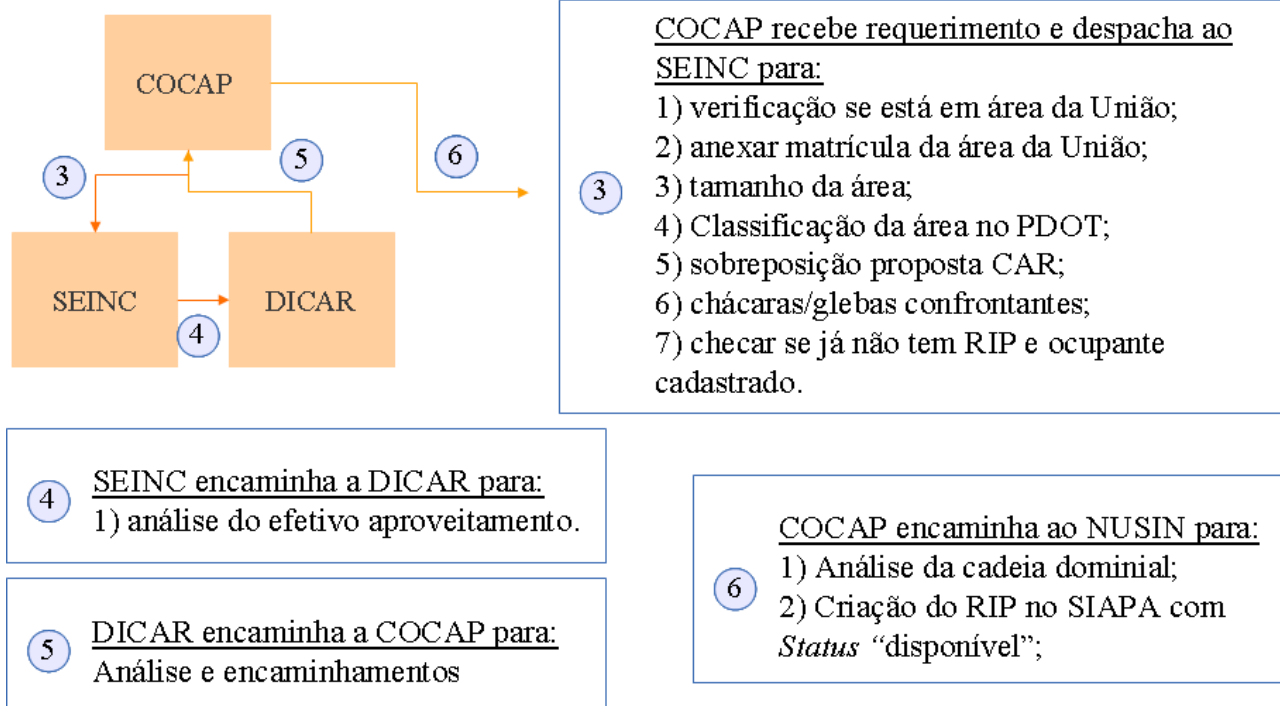 COCAP
5
6
3
SEINC
DICAR
4
3
COCAP recebe requerimento e despacha ao
SEINC para:
1) verificação se está em área da União;
2) anexar matrícula da área da União;
3) tamanho da área;
4) Classificação da área no PDOT;
5) sobreposição proposta CAR;
6) chácaras/glebas confrontantes;
7) checar se já não tem RIP e ocupante
cadastrado.
4
SEINC encaminha a DICAR para:
1) análise do efetivo aproveitamento.
5
DICAR encaminha a COCAP para:
Análise e encaminhamentos
6
COCAP encaminha ao NUSIN para:
1) Análise da cadeia dominial;
2) Criação do RIP no SIAPA com
Status “disponível”;